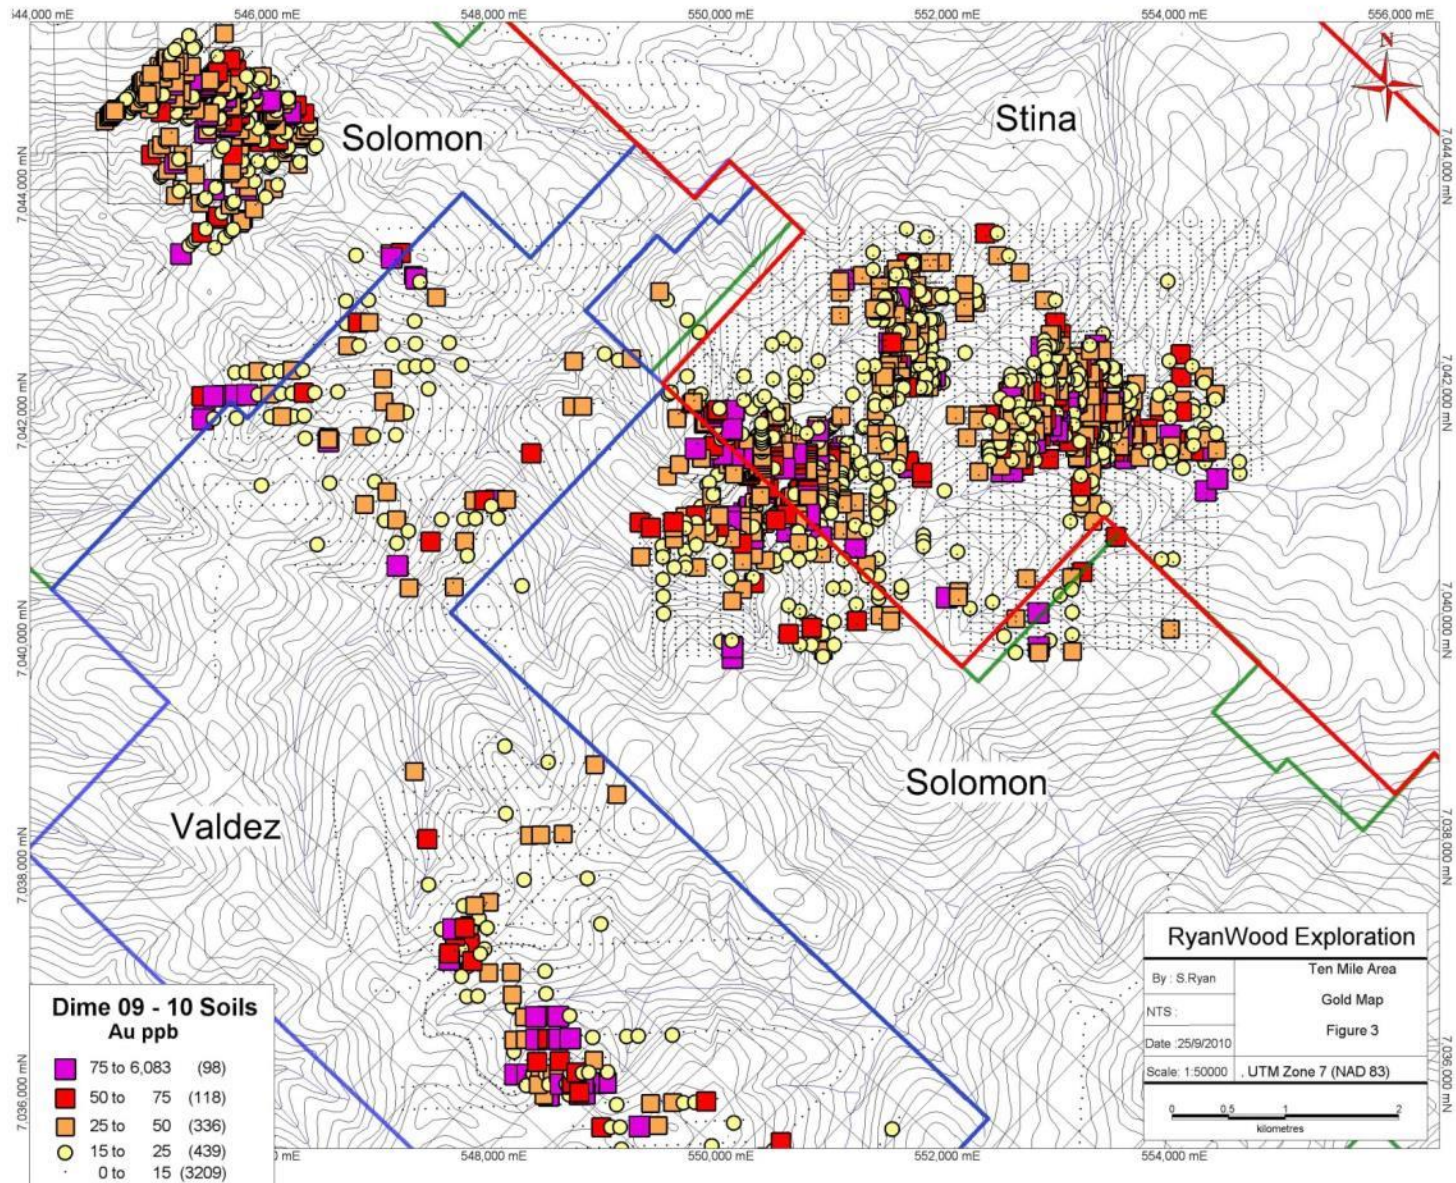 544,000 mE 546,000 mE 548,000 mE 550,000 mE 552,000 mE 554,000 mE 556,000 mE
N
Stina
Solomon
7,044,000 mN
7,044,000 mN
7,042,000 mN
7,042,000 mN
7,040,000 mN
7,040,000 mN
Solomon
Valdez
7,038,000 mN
7,038,000 mN
RyanWood Exploration
By : S.Ryan
Ten Mile Area
NTS :
Gold Map
Date :25/9/2010
Figure 3
Scale: 1:50000
. UTM Zone 7 (NAD 83)
0 0.5 1 2
kilometres
Dime 09 - 10 Soils
Au ppb
75 to 6,083 (98)
50 to 75 (118)
25 to 50 (336)
15 to 25 (439)
0 to 15 (3209)
7,036,000 mN
7,036,000 mN
00 mE 548,000 mE 550,000 mE 552,000 mE 554,000 mE